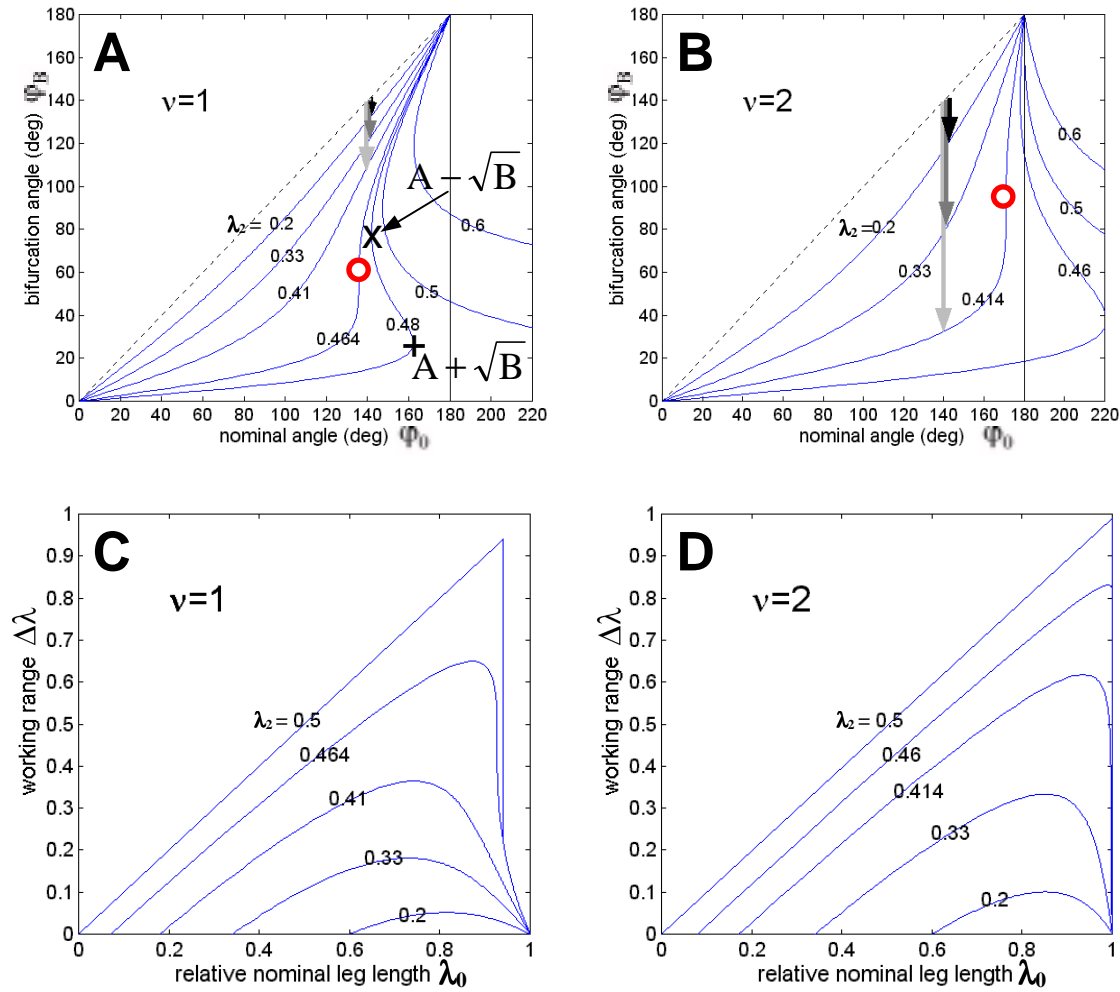 A
ν=1
bifurcation angle (deg) φB
180
160
140
120
100
80
60
40
20
0
λ₂ = 0.2
0.33
0.41
0.464
0.48
0.5
0.6
A − √B
A + √B
0 20 40 60 80 100 120 140 160 180 200 220
nominal angle (deg) φ₀
B
ν=2
bifurcation angle (deg) φB
180
160
140
120
100
80
60
40
20
0
λ₂ = 0.2
0.33
0.414
0.46
0.5
0.6
0 20 40 60 80 100 120 140 160 180 200 220
nominal angle (deg) φ₀
C
ν=1
working range Δλ
1
0.9
0.8
0.7
0.6
0.5
0.4
0.3
0.2
0.1
0
λ₂ = 0.5
0.464
0.41
0.33
0.2
0 0.2 0.4 0.6 0.8 1
relative nominal leg length λ₀
D
ν=2
working range Δλ
1
0.9
0.8
0.7
0.6
0.5
0.4
0.3
0.2
0.1
0
λ₂ = 0.5
0.46
0.414
0.33
0.2
0 0.2 0.4 0.6 0.8 1
relative nominal leg length λ₀